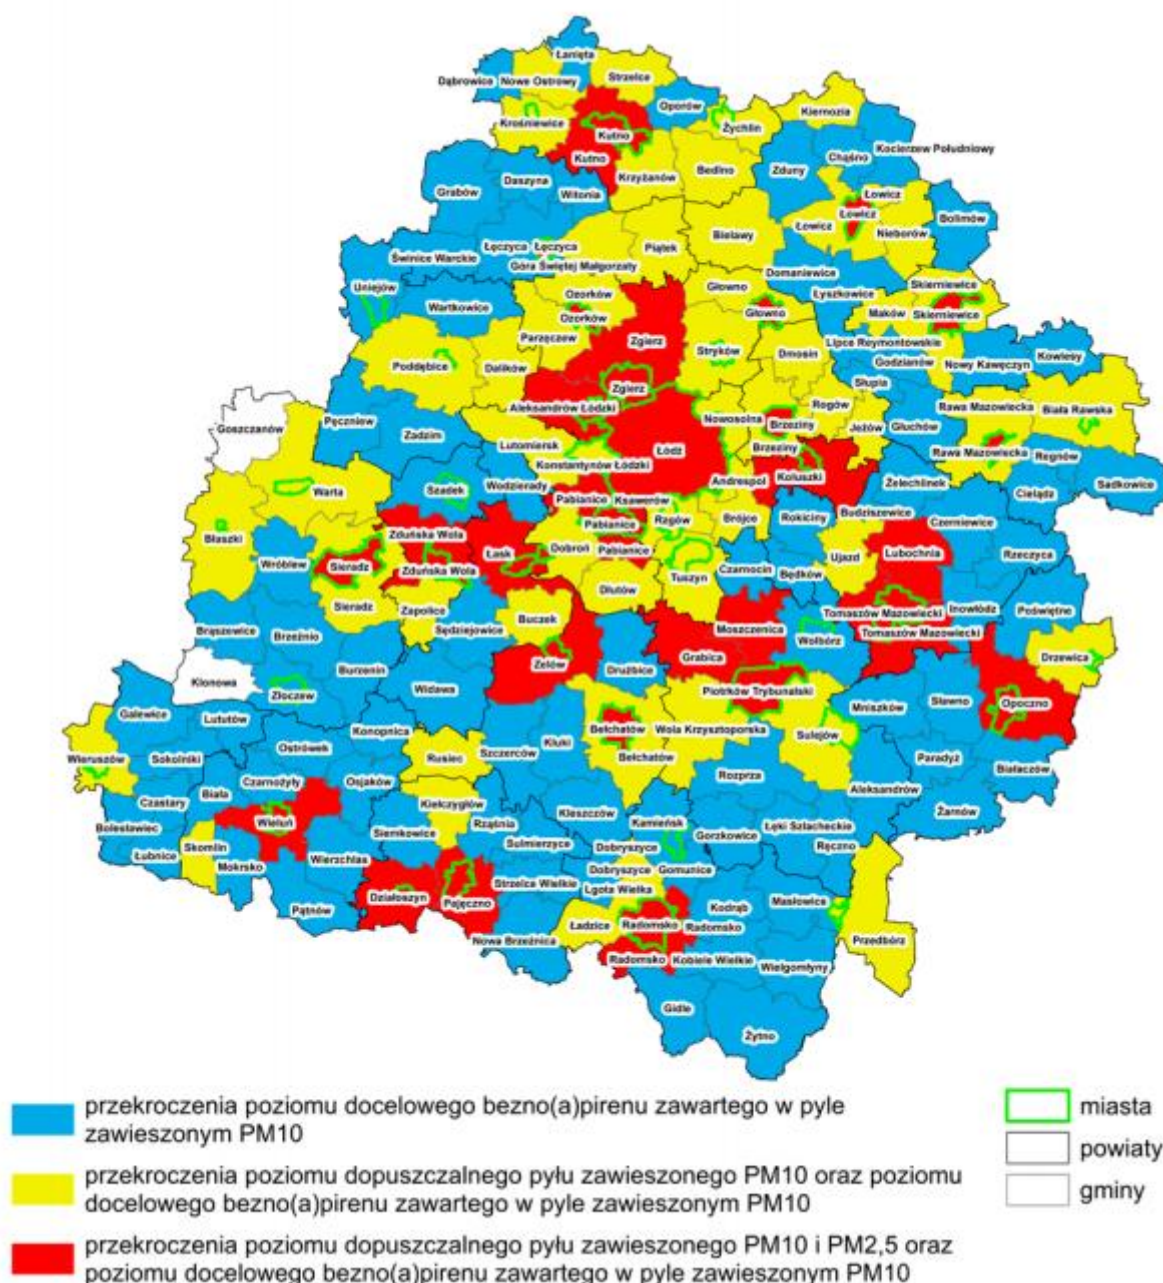 Łanięta
Dąbrowice
Nowe Ostrowy
Strzelce
Oporów
Kiernozia
Krośniewice
Żychlin
Kutno
Kocierzew Południowy
Chąśno
Kutno
Krzyżanów
Bedlno
Zduny
Daszyna
Grabów
Witonia
Łowicz
Łowicz
Bolimów
Łowicz
Nieborów
Bielawy
Piątek
Łęczyca
Łęczyca
Świnice Warckie
Góra Świętej Małgorzaty
Domaniewice
Uniejów
Ozorków
Głowno
Łyszkowice
Skierniewice
Wartkowice
Ozorków
Głowno
Maków
Skierniewice
Parzęczew
Zgierz
Lipce Reymontowskie
Stryków
Dmosin
Kowiesy
Poddębice
Dalików
Godzianów
Nowy Kawęczyn
Zgierz
Słupia
Aleksandrów Łódzki
Rogów
Rawa Mazowiecka
Biała Rawska
Goszczanów
Pęczniew
Nowosolna
Brzeziny
Jeżów
Głuchów
Zadzim
Lutomiersk
Łódź
Brzeziny
Rawa Mazowiecka
Regnów
Konstantynów Łódzki
Andrespol
Koluszki
Żelechlinek
Sadkowice
Szadek
Wodzierady
Warta
Pabianice
Ksawerów
Cielądz
Rzgów
Brójce
Rokiciny
Budziszewice
Czerniewice
Błaszki
Zduńska Wola
Pabianice
Łask
Dobroń
Pabianice
Ujazd
Lubochnia
Rzeczyca
Wróblew
Sieradz
Zduńska Wola
Tuszyn
Czarnocin
Będków
Sieradz
Zapolice
Dłutów
Buczek
Tomaszów Mazowiecki
Inowłódz
Poświętne
Brąszewice
Brzeźnio
Sędziejowice
Moszczenica
Wolbórz
Tomaszów Mazowiecki
Burzenin
Zelów
Drużbice
Grabica
Drzewica
Klonowa
Złoczew
Widawa
Piotrków Trybunalski
Opoczno
Galewice
Lututów
Mniszków
Sławno
Konopnica
Bełchatów
Wola Krzysztoporska
Sulejów
Wieruszów
Sokolniki
Ostrówek
Rusiec
Szczerców
Kluki
Bełchatów
Paradyż
Białaczów
Czarnożyły
Osjaków
Rozprza
Aleksandrów
Biała
Czastary
Kiełczygłów
Żarnów
Bolesławiec
Wieluń
Siemkowice
Rząśnia
Kleszczów
Kamieńsk
Gorzkowice
Łęki Szlacheckie
Skomlin
Sulmierzyce
Dobryszyce
Ręczno
Łubnice
Mokrsko
Wierzchlas
Dobryszyce
Gomunice
Strzelce Wielkie
Lgota Wielka
Działoszyn
Pajęczno
Masłowice
Pątnów
Kodrąb
Ładzice
Radomsko
Radomsko
Nowa Brzeźnica
Przedbórz
Radomsko
Kobiele Wielkie
Wielgomłyny
Gidle
Żytno
przekroczenia poziomu docelowego bezno(a)pirenu zawartego w pyle
zawieszonym PM10
przekroczenia poziomu dopuszczalnego pyłu zawieszonego PM10 oraz poziomu
docelowego bezno(a)pirenu zawartego w pyle zawieszonym PM10
przekroczenia poziomu dopuszczalnego pyłu zawieszonego PM10 i PM2,5 oraz
poziomu docelowego bezno(a)pirenu zawartego w pyle zawieszonym PM10
miasta
powiaty
gminy